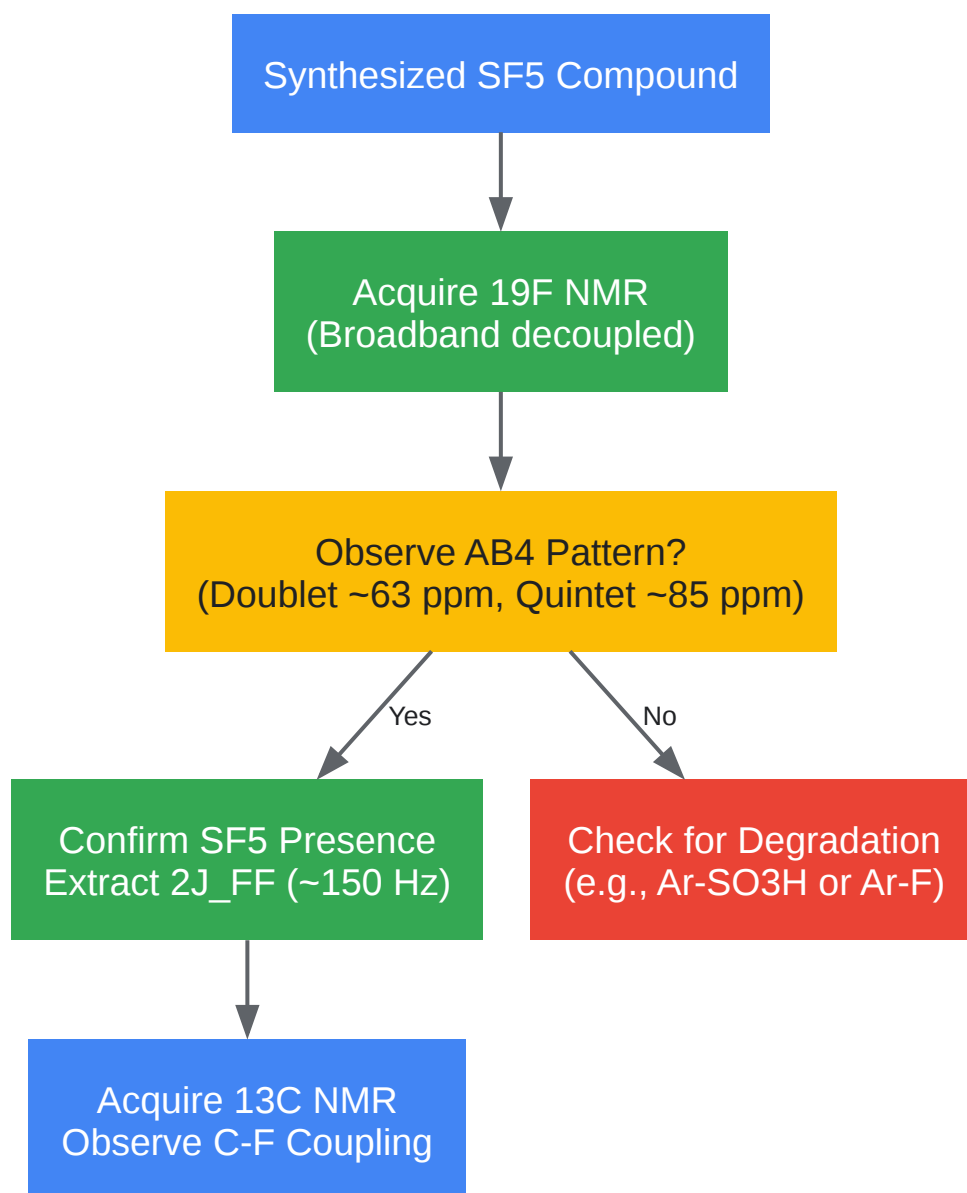 Synthesized SF5 Compound
Acquire 19F NMR
(Broadband decoupled)
Observe AB4 Pattern?
(Doublet ~63 ppm, Quintet ~85 ppm)
Yes
No
Confirm SF5 Presence
Extract 2J_FF (~150 Hz)
Check for Degradation
(e.g., Ar-SO3H or Ar-F)
Acquire 13C NMR
Observe C-F Coupling